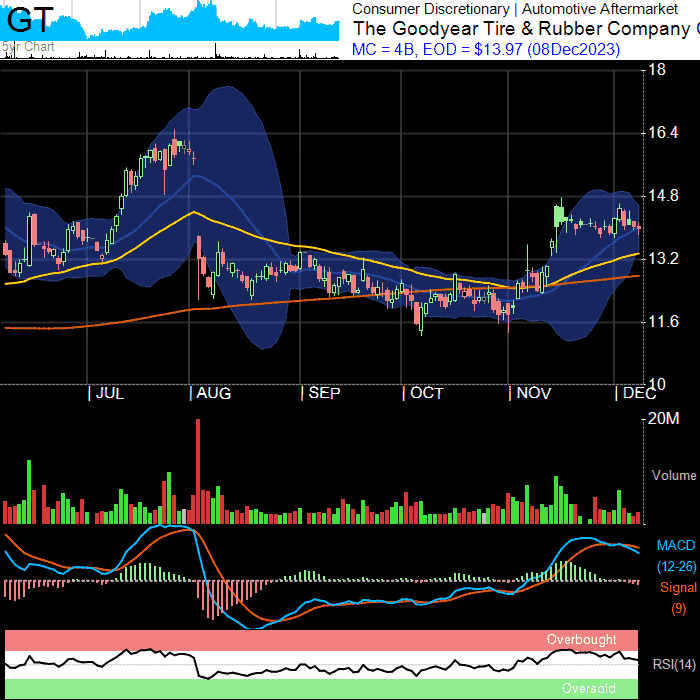 GT
5yr Chart
Consumer Discretionary | Automotive Aftermarket
The Goodyear Tire & Rubber Company
MC = 4B, EOD = $13.97 (08Dec2023)
18
16.4
14.8
13.2
11.6
10
| JUL | AUG | SEP | OCT | NOV | DEC
20M
Volume
MACD
(12-26)
Signal
(9)
Overbought
RSI(14)
Oversold